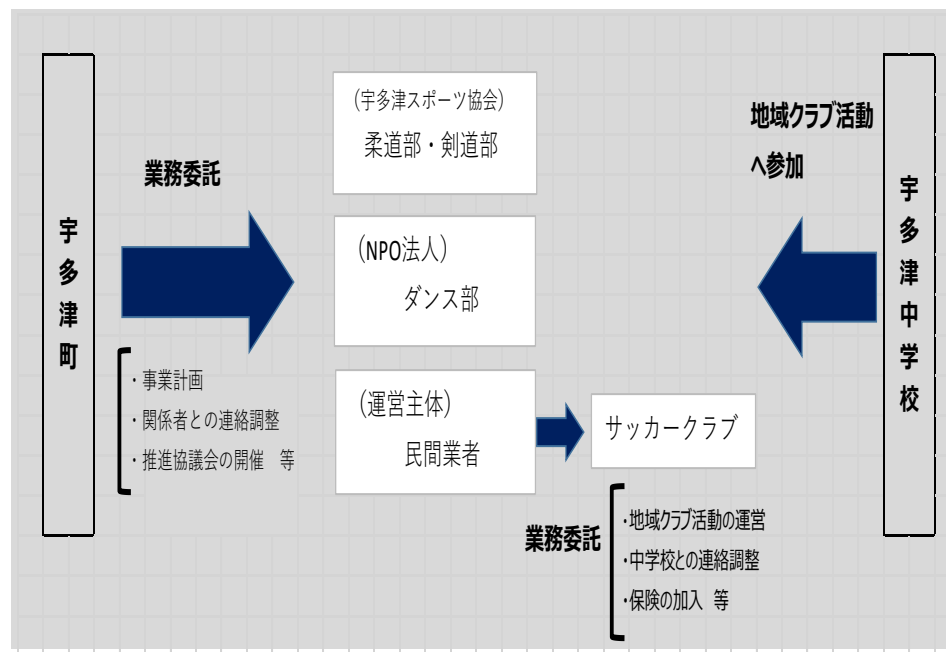 宇多津町
業務委託
・事業計画
・関係者との連絡調整
・推進協議会の開催　等
(宇多津スポーツ協会)
柔道部・剣道部
(NPO法人)
ダンス部
(運営主体)
民間業者
サッカークラブ
業務委託
・地域クラブ活動の運営
・中学校との連絡調整
・保険の加入　等
地域クラブ活動
へ参加
宇多津中学校